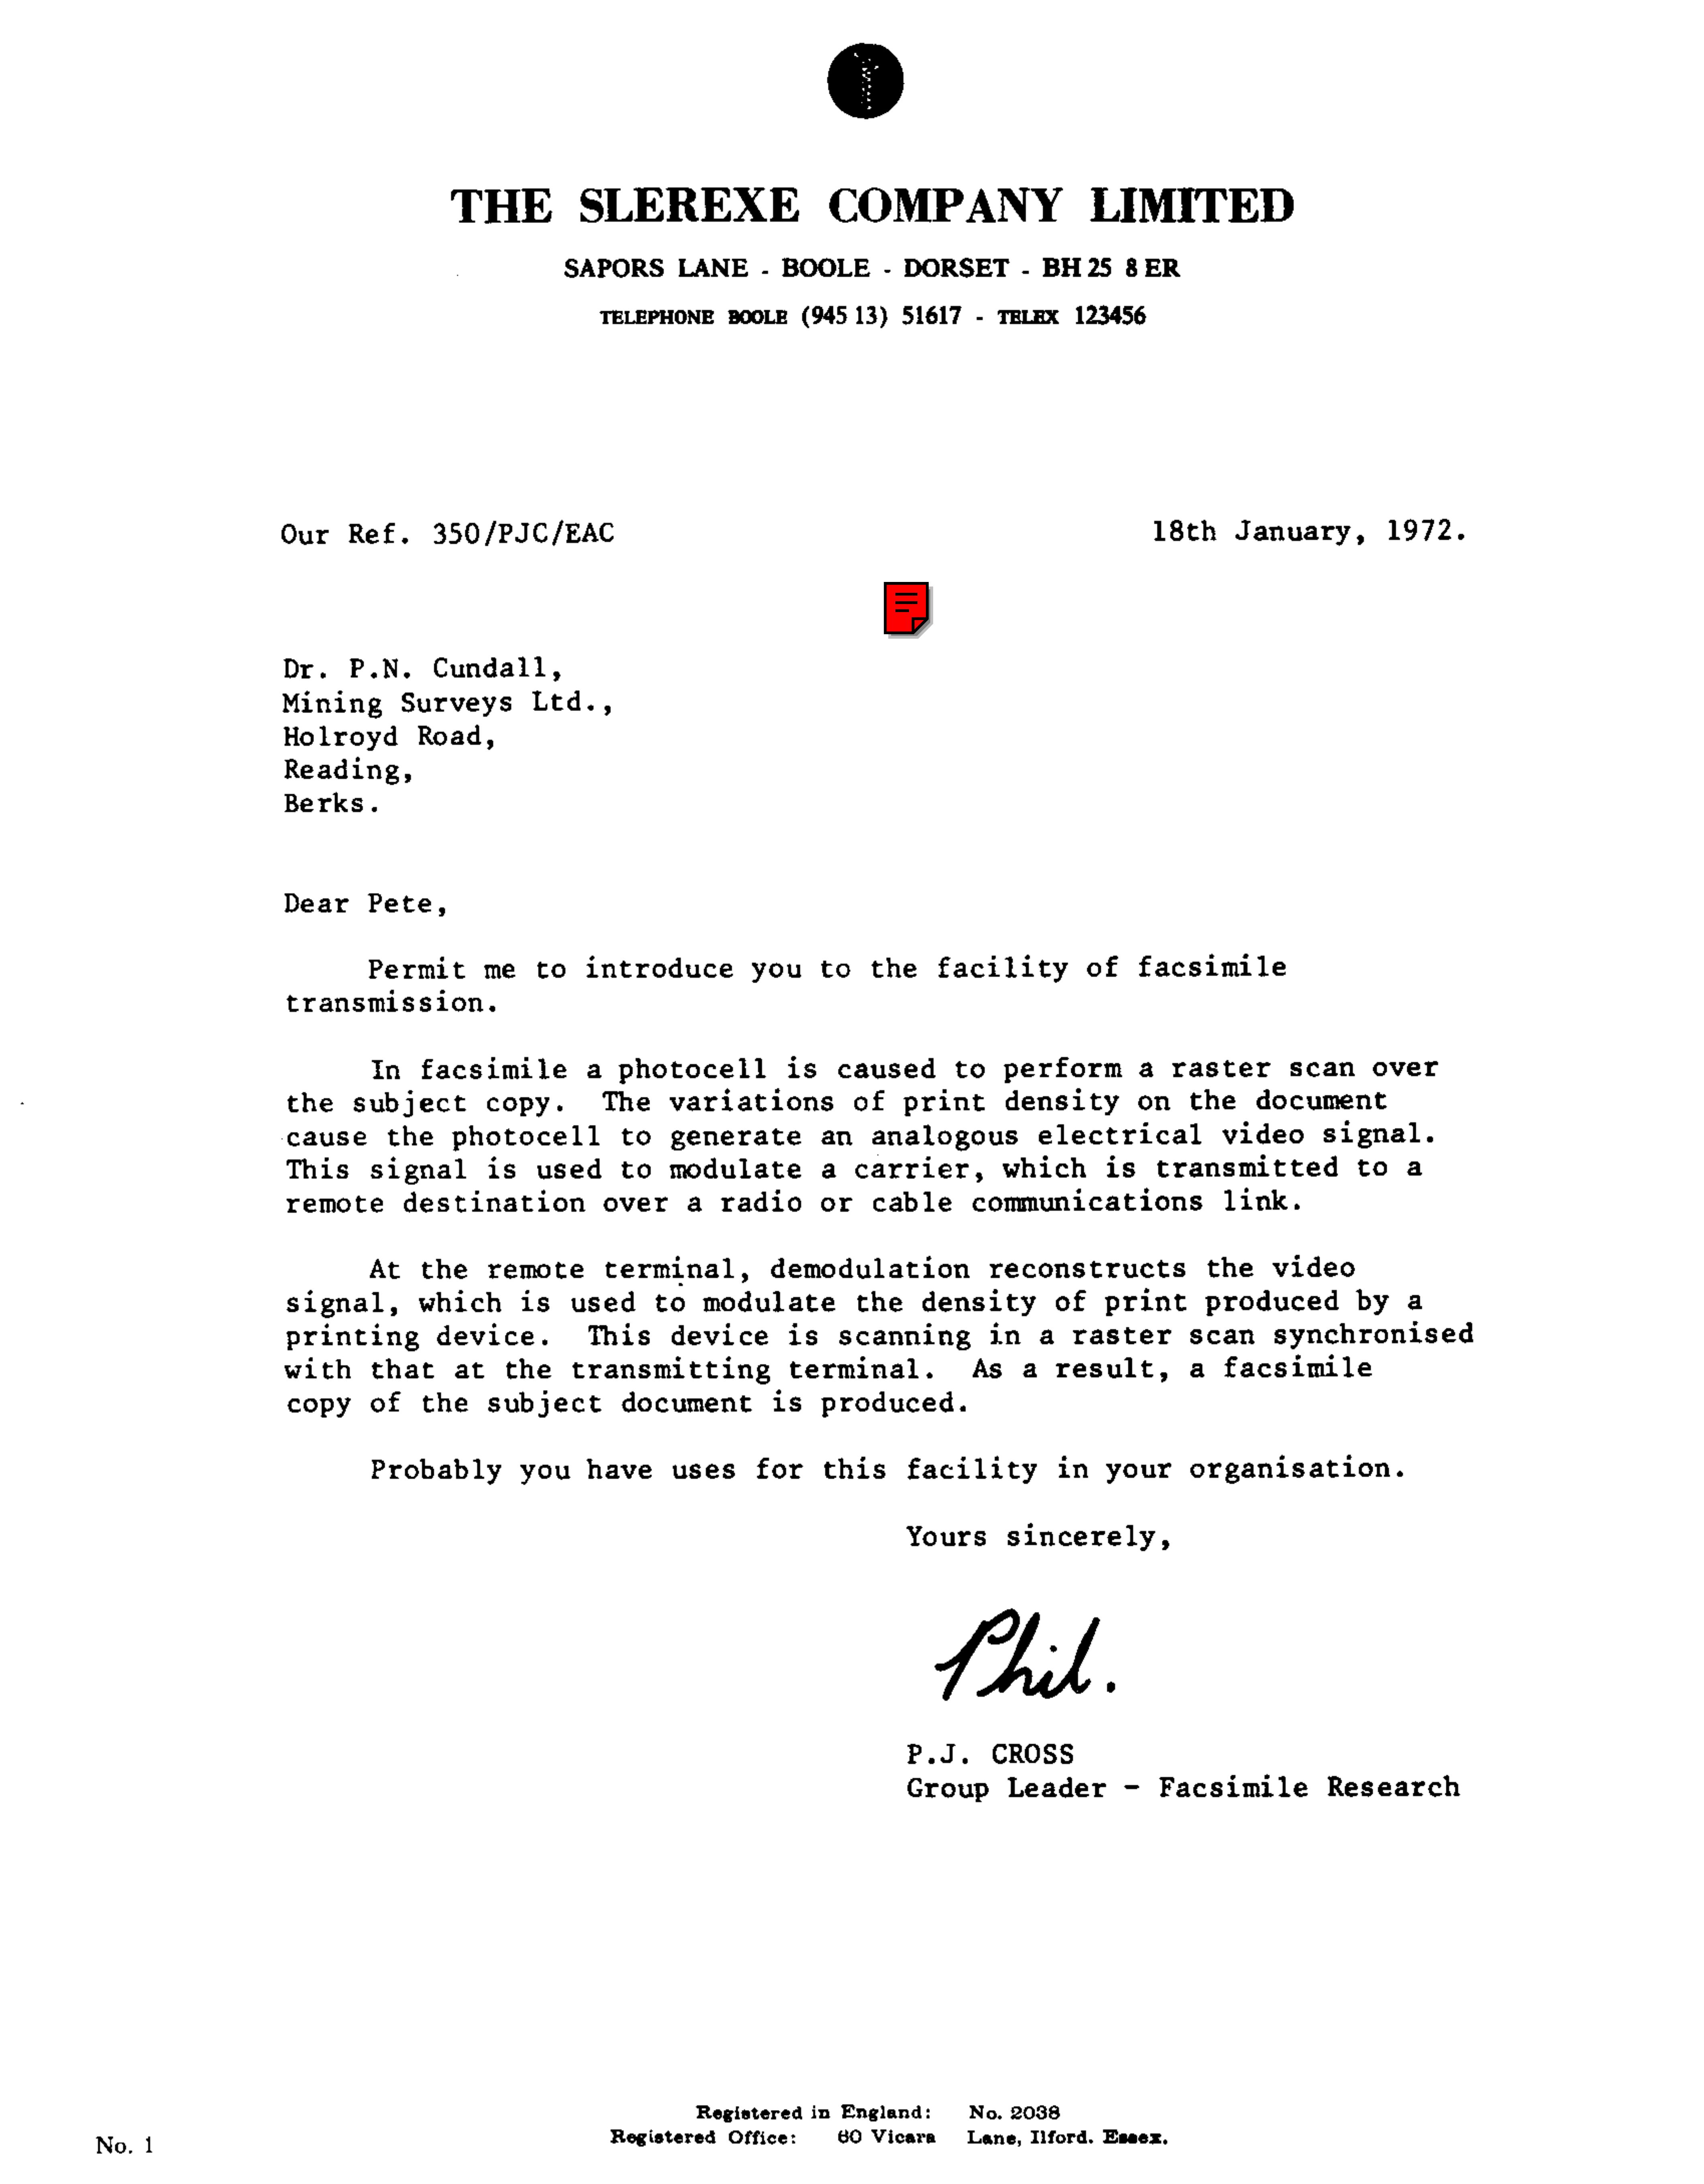 THE SLEREXE COMPANY LIMITED
SAPORS LANE - BOOLE - DORSET - BH 25 8 ER
TELEPHONE BOOLE (945 13) 51617 - TELEX 123456
Our Ref. 350/PJC/EAC
18th January, 1972.
Dr. P.N. Cundall,
Mining Surveys Ltd.,
Holroyd Road,
Reading,
Berks.
Dear Pete,
Permit me to introduce you to the facility of facsimile
transmission.
In facsimile a photocell is caused to perform a raster scan over
the subject copy. The variations of print density on the document
cause the photocell to generate an analogous electrical video signal.
This signal is used to modulate a carrier, which is transmitted to a
remote destination over a radio or cable communications link.
At the remote terminal, demodulation reconstructs the video
signal, which is used to modulate the density of print produced by a
printing device. This device is scanning in a raster scan synchronised
with that at the transmitting terminal. As a result, a facsimile
copy of the subject document is produced.
Probably you have uses for this facility in your organisation.
Yours sincerely,
Phil.
P.J. CROSS
Group Leader - Facsimile Research
Registered in England: No. 2038
Registered Office: 60 Vicara Lane, Ilford. Essex.
No. 1